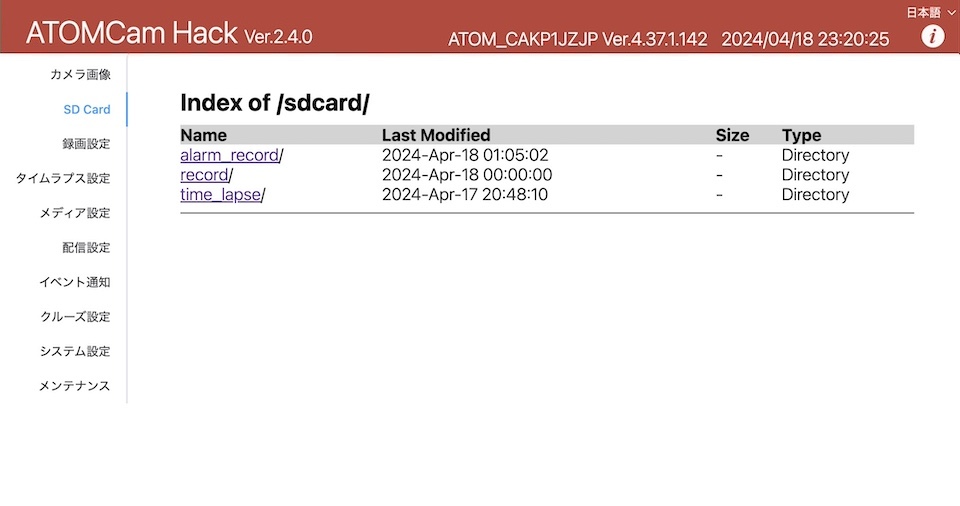 日本語
ATOMCam Hack Ver.2.4.0
ATOM_CAKP1JZJP Ver.4.37.1.142 2024/04/18 23:20:25
i
カメラ画像
SD Card
録画設定
タイムラプス設定
メディア設定
配信設定
イベント通知
クルーズ設定
システム設定
メンテナンス
Index of /sdcard/
Name Last Modified Size Type
alarm_record/ 2024-Apr-18 01:05:02 - Directory
record/ 2024-Apr-18 00:00:00 - Directory
time_lapse/ 2024-Apr-17 20:48:10 - Directory